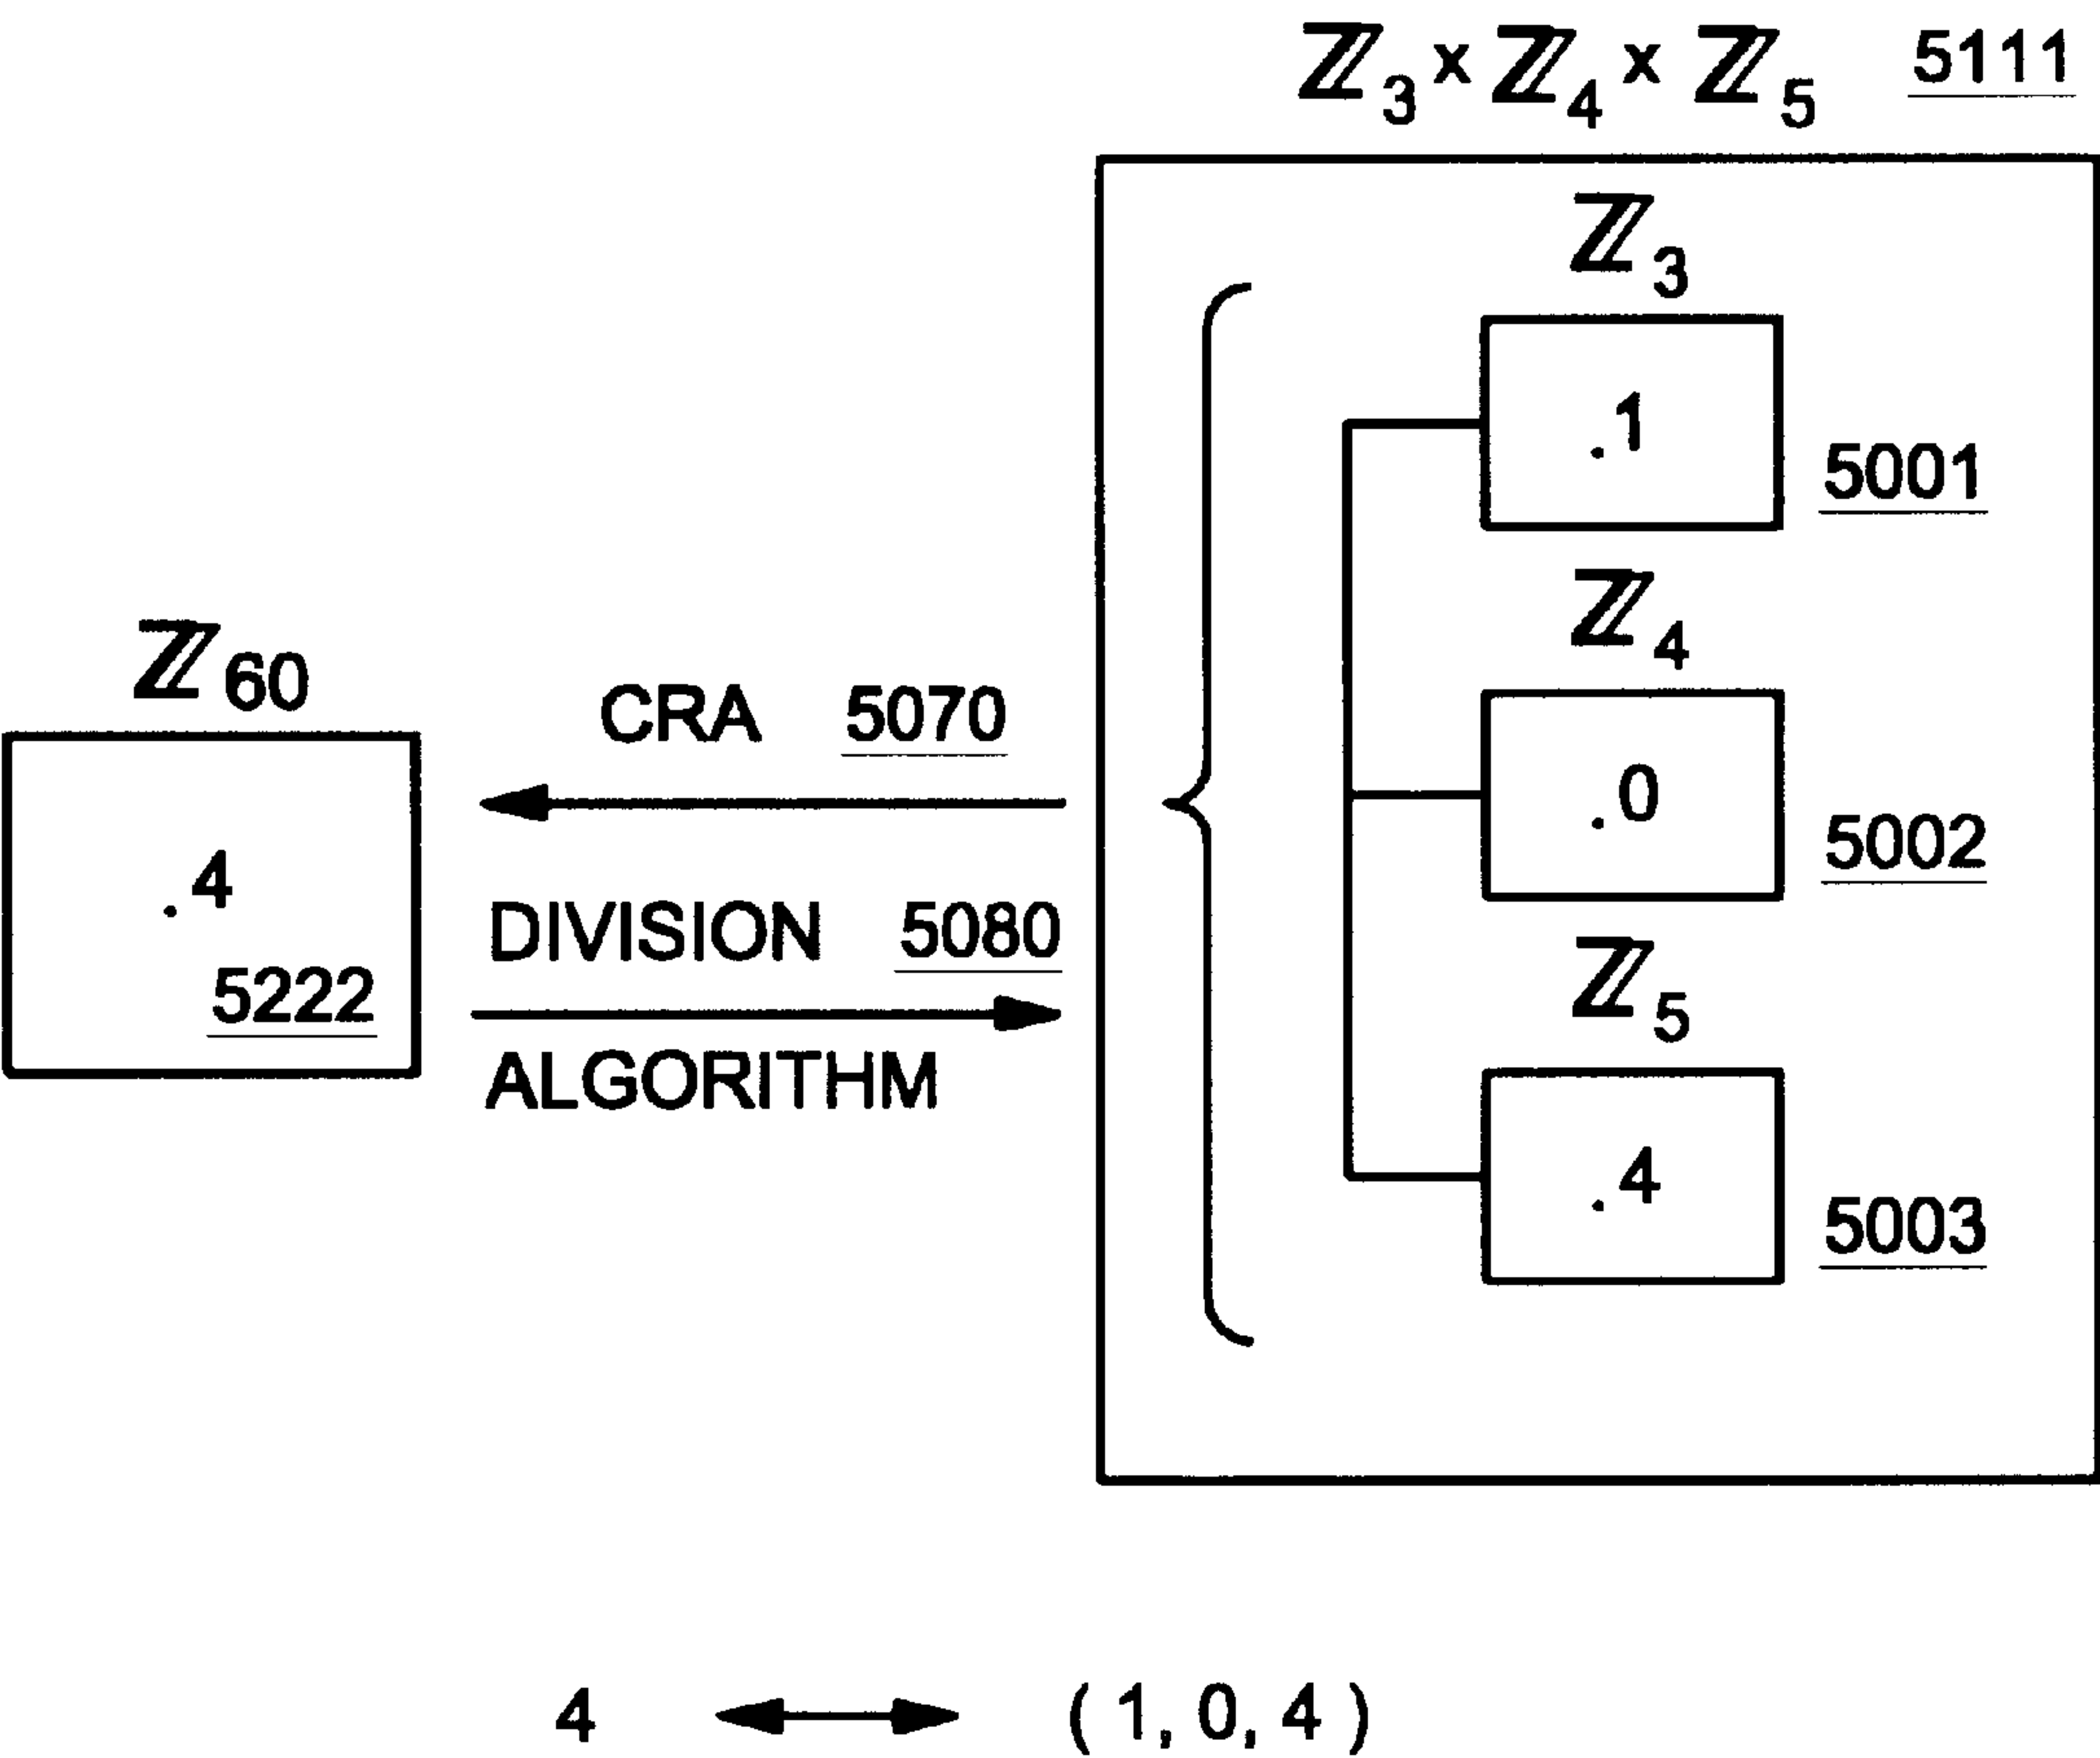 ℤ3 x ℤ4 x ℤ5 5111
ℤ3
.1
5001
ℤ4
.0
5002
ℤ5
.4
5003
ℤ60
.4
5222
CRA 5070
DIVISION 5080
ALGORITHM
4 (1,0,4)